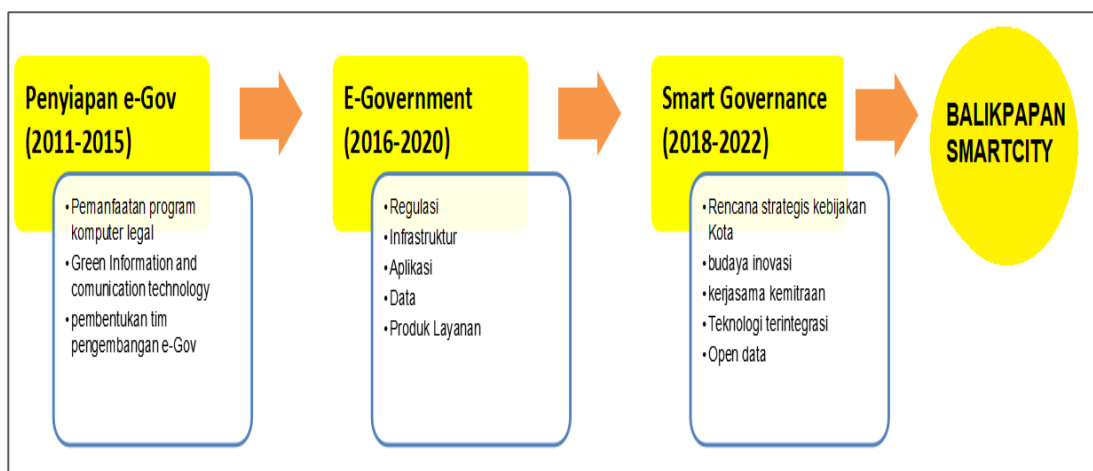 Penyiapan e-Gov
(2011-2015)
• Pemanfaatan program
komputer legal
• Green Information and
comunication technology
• pembentukan tim
pengembangan e-Gov
E-Government
(2016-2020)
• Regulasi
• Infrastruktur
• Aplikasi
• Data
• Produk Layanan
Smart Governance
(2018-2022)
• Rencana strategis kebijakan
Kota
• budaya inovasi
• kerjasama kemitraan
• Teknologi terintegrasi
• Open data
BALIKPAPAN
SMARTCITY